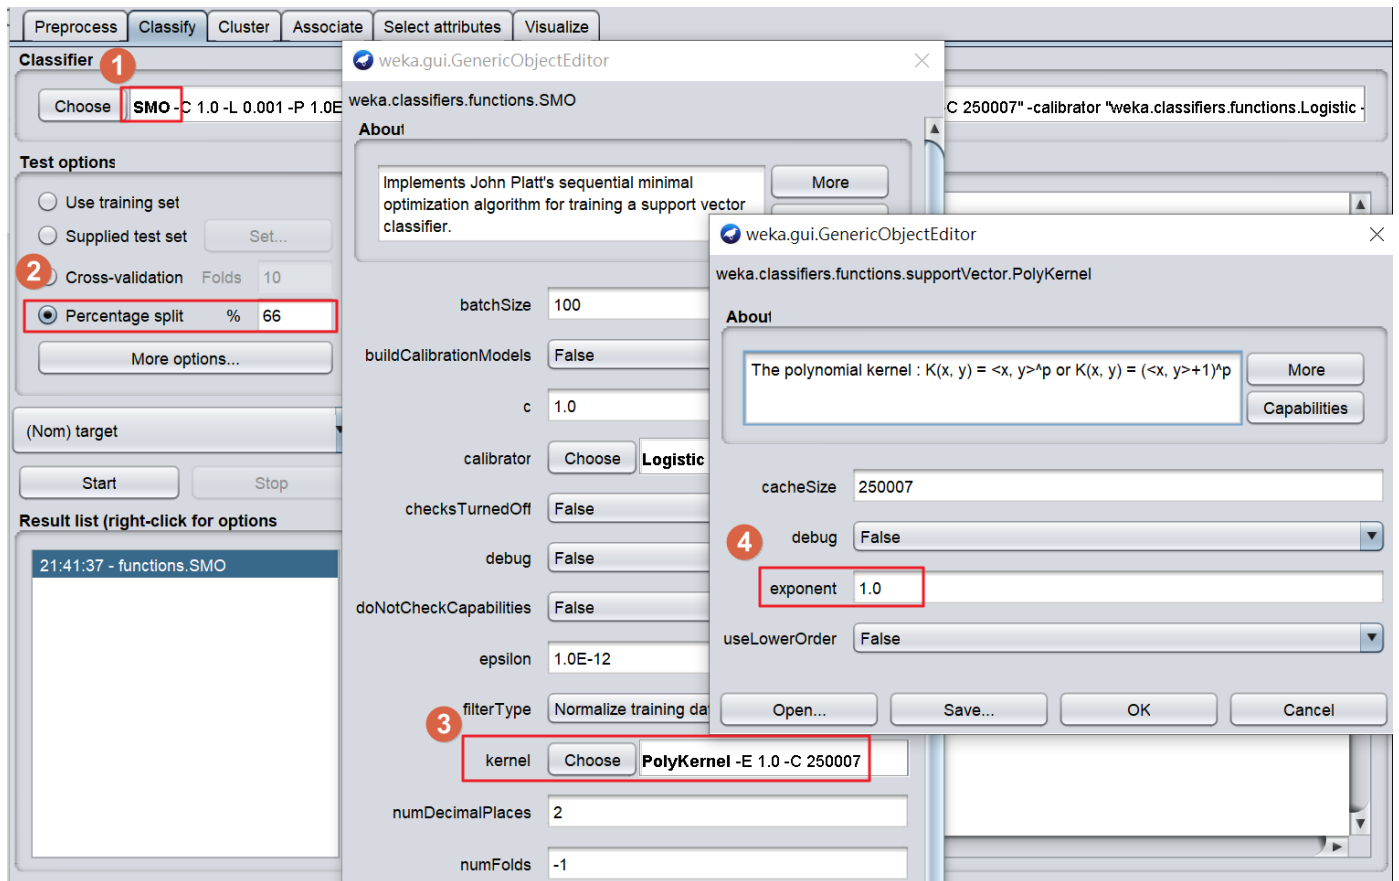 Preprocess Classify Cluster Associate Select attributes Visualize
Classifier
1
Choose SMO -C 1.0 -L 0.001 -P 1.0E
C 250007" -calibrator "weka.classifiers.functions.Logistic -
Test options
Use training set
Supplied test set Set...
2
Cross-validation Folds 10
Percentage split % 66
More options...
(Nom) target
Start Stop
Result list (right-click for options
21:41:37 - functions.SMO
weka.gui.GenericObjectEditor
weka.classifiers.functions.SMO
About
Implements John Platt's sequential minimal
optimization algorithm for training a support vector
classifier.
More
batchSize 100
buildCalibrationModels False
c 1.0
calibrator Choose Logistic
checksTurnedOff False
debug False
doNotCheckCapabilities False
epsilon 1.0E-12
filterType Normalize training da
3
kernel Choose PolyKernel -E 1.0 -C 250007
numDecimalPlaces 2
numFolds -1
weka.gui.GenericObjectEditor
weka.classifiers.functions.supportVector.PolyKernel
About
The polynomial kernel : K(x, y) = <x, y>^p or K(x, y) = (<x, y>+1)^p
More
Capabilities
cacheSize 250007
4
debug False
exponent 1.0
useLowerOrder False
Open... Save... OK Cancel